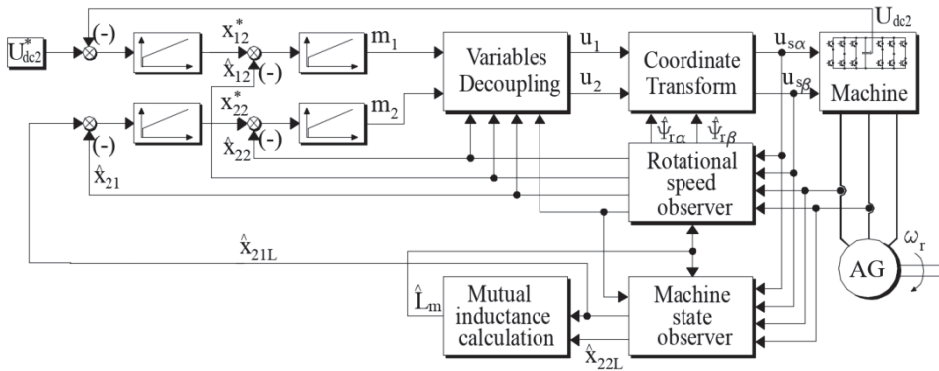 U*dc2
(-)
x*12
(-)
x̂12
m1
Variables
Decoupling
u1
u2
Coordinate
Transform
usα
usβ
Udc2
Machine
(-)
x̂21
x*22
(-)
x̂22
m2
Ψ̂rα
Ψ̂rβ
Rotational
speed
observer
x̂21L
L̂m
Mutual
inductance
calculation
x̂22L
Machine
state
observer
AG
ωr